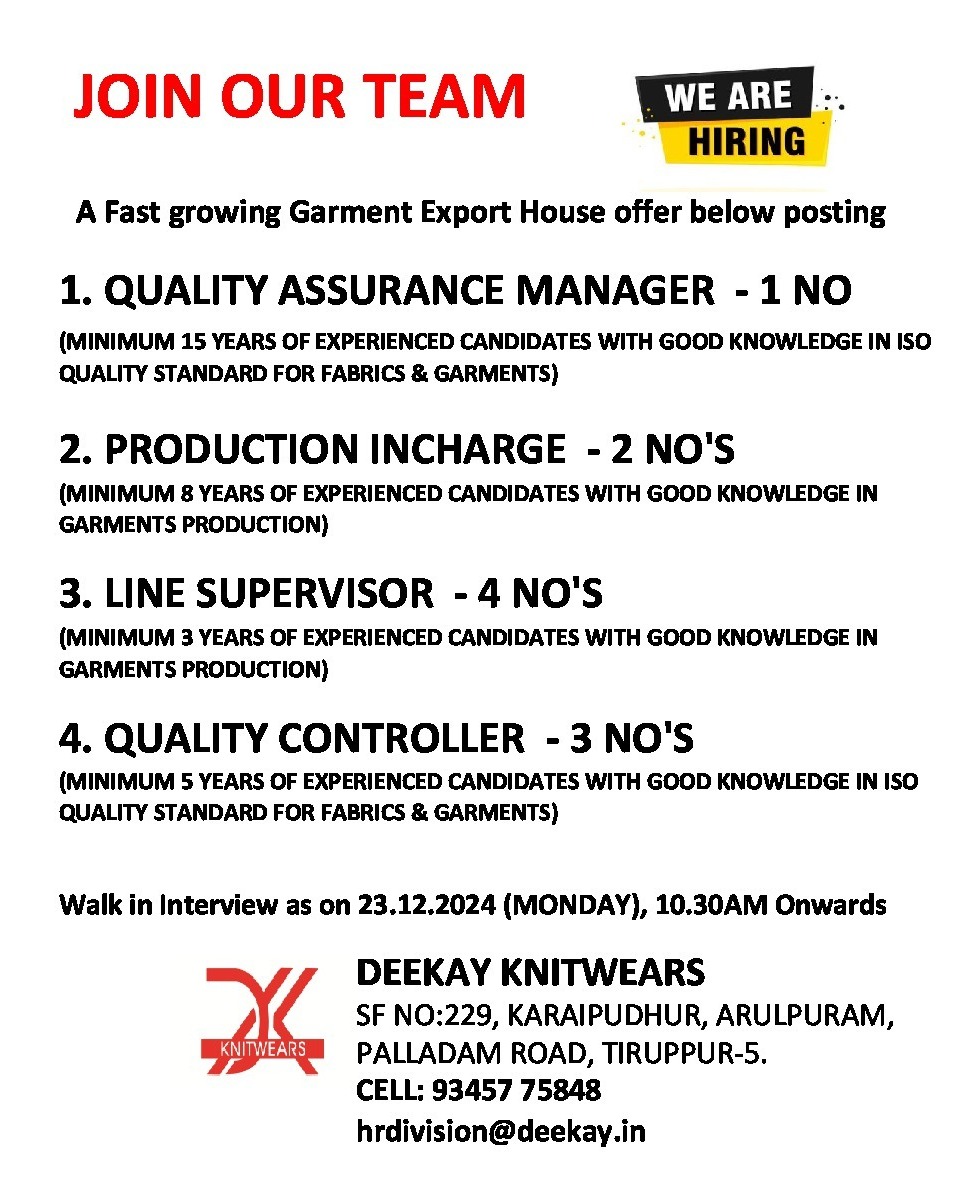 JOIN OUR TEAM
WE ARE
HIRING
A Fast growing Garment Export House offer below posting
1. QUALITY ASSURANCE MANAGER - 1 NO
(MINIMUM 15 YEARS OF EXPERIENCED CANDIDATES WITH GOOD KNOWLEDGE IN ISO
QUALITY STANDARD FOR FABRICS & GARMENTS)
2. PRODUCTION INCHARGE - 2 NO'S
(MINIMUM 8 YEARS OF EXPERIENCED CANDIDATES WITH GOOD KNOWLEDGE IN
GARMENTS PRODUCTION)
3. LINE SUPERVISOR - 4 NO'S
(MINIMUM 3 YEARS OF EXPERIENCED CANDIDATES WITH GOOD KNOWLEDGE IN
GARMENTS PRODUCTION)
4. QUALITY CONTROLLER - 3 NO'S
(MINIMUM 5 YEARS OF EXPERIENCED CANDIDATES WITH GOOD KNOWLEDGE IN ISO
QUALITY STANDARD FOR FABRICS & GARMENTS)
Walk in Interview as on 23.12.2024 (MONDAY), 10.30AM Onwards
KNITWEARS
DEEKAY KNITWEARS
SF NO:229, KARAIPUDHUR, ARULPURAM,
PALLADAM ROAD, TIRUPPUR-5.
CELL: 93457 75848
hrdivision@deekay.in